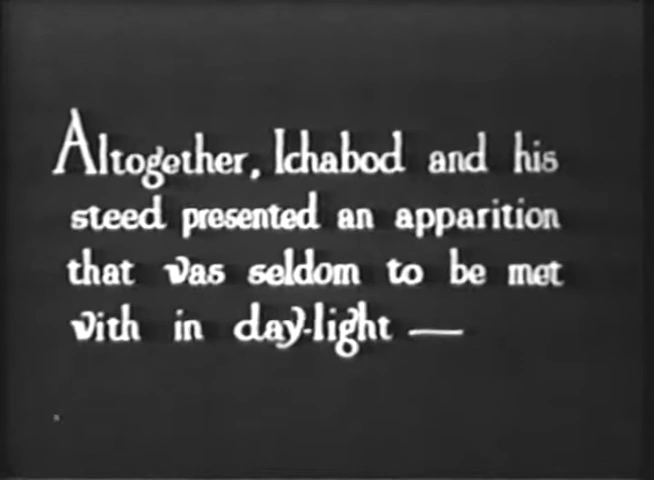 Altogether, Ichabod and his
steed presented an apparition
that was seldom to be met
with in day-light —